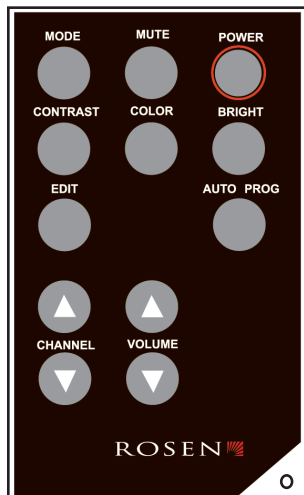 MODE MUTE POWER
CONTRAST COLOR BRIGHT
EDIT AUTO PROG
CHANNEL VOLUME
ROSEN